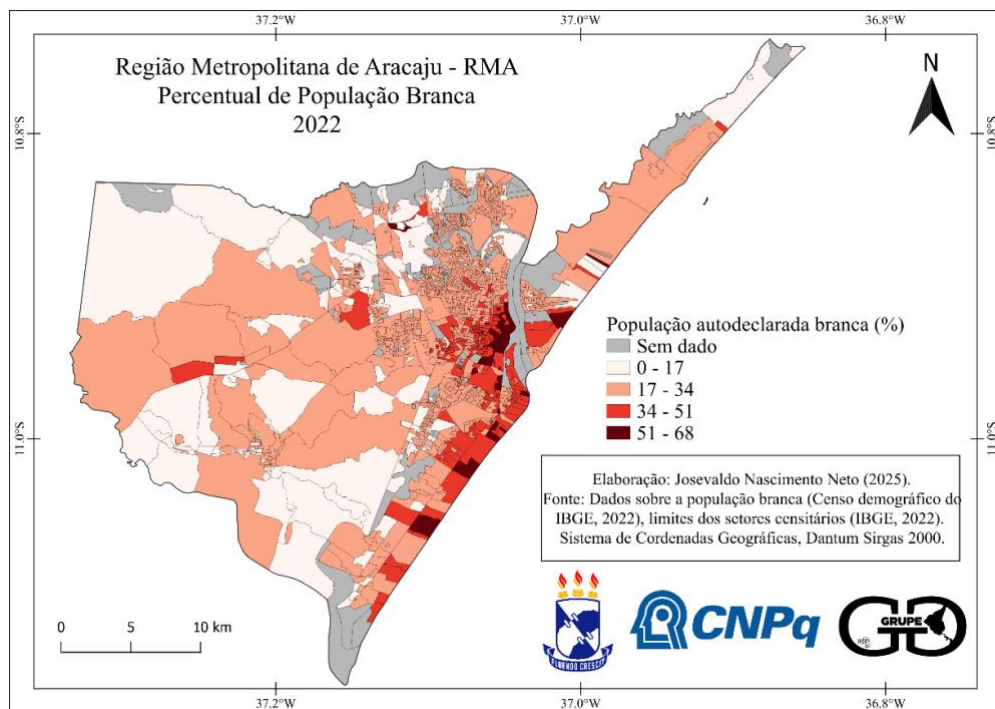 37.2°W 37.0°W 36.8°W
Região Metropolitana de Aracaju - RMA
Percentual de População Branca
2022
N
10.8°S 10.8°S
População autodeclarada branca (%)
Sem dado
0 - 17
17 - 34
34 - 51
51 - 68
11.0°S 11.0°S
Elaboração: Josevaldo Nascimento Neto (2025).
Fonte: Dados sobre a população branca (Censo demográfico do
IBGE, 2022), limites dos setores censitários (IBGE, 2022).
Sistema de Cordenadas Geográficas, Dantum Sirgas 2000.
0 5 10 km
CNPq
GRUPE
37.2°W 37.0°W 36.8°W